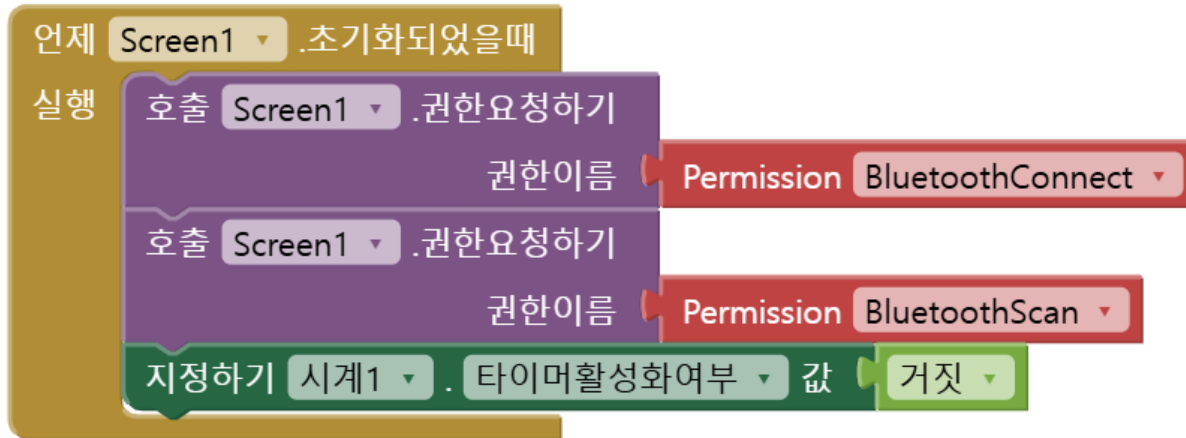 언제 Screen1 .초기화되었을때
실행 호출 Screen1 .권한요청하기
권한이름 Permission BluetoothConnect
호출 Screen1 .권한요청하기
권한이름 Permission BluetoothScan
지정하기 시계1 . 타이머활성화여부 값 거짓